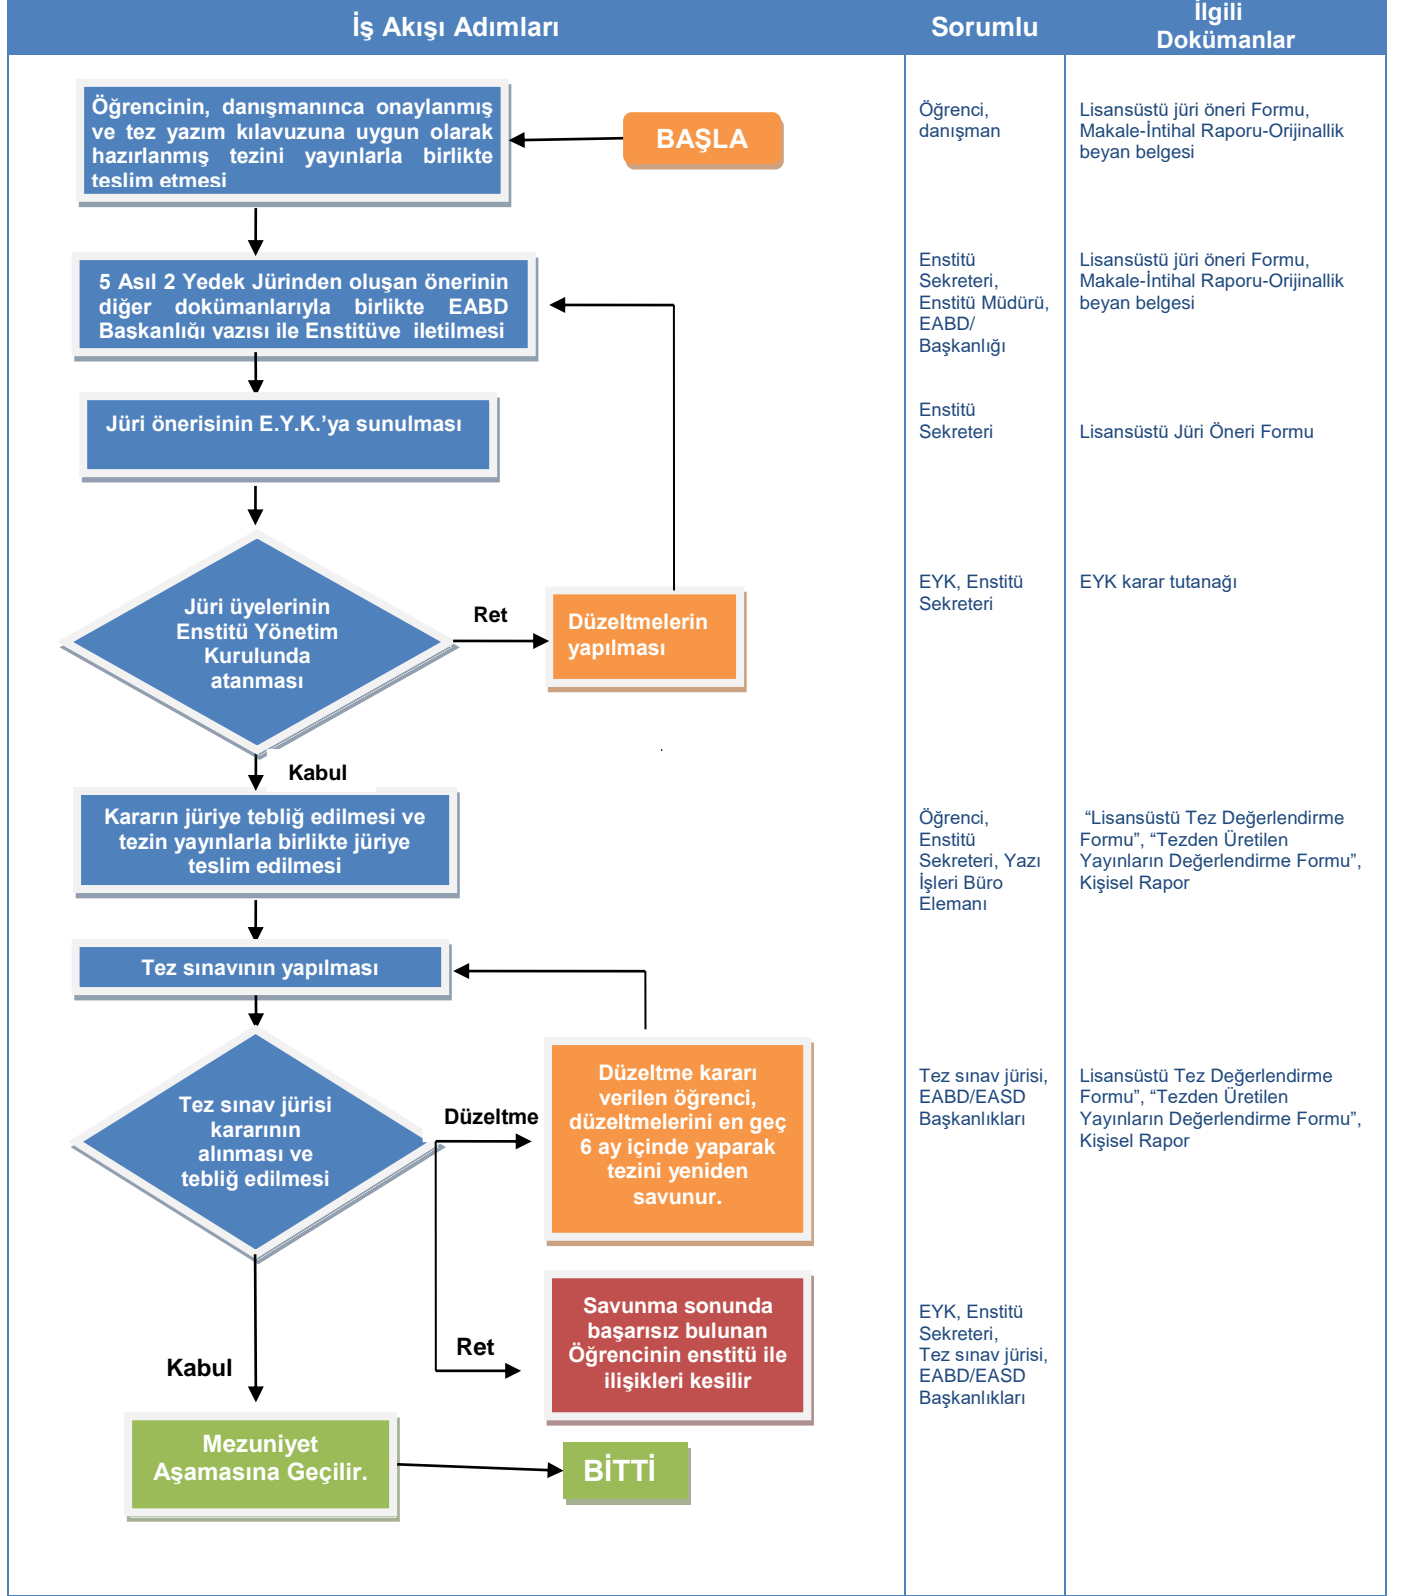 İş Akışı Adımları
Sorumlu
İlgili
Dokümanlar
Öğrencinin, danışmanınca onaylanmış
ve tez yazım kılavuzuna uygun olarak
hazırlanmış tezini yayınlarla birlikte
teslim etmesi
BAŞLA
Öğrenci,
danışman
Lisansüstü jüri öneri Formu,
Makale-İntihal Raporu-Orijinallik
beyan belgesi
5 Asıl 2 Yedek Jürinden oluşan önerinin
diğer dokümanlarıyla birlikte EABD
Başkanlığı yazısı ile Enstitüye iletilmesi
Enstitü
Sekreteri,
Enstitü Müdürü,
EABD/
Başkanlığı
Lisansüstü jüri öneri Formu,
Makale-İntihal Raporu-Orijinallik
beyan belgesi
Jüri önerisinin E.Y.K.’ya sunulması
Enstitü
Sekreteri
Lisansüstü Jüri Öneri Formu
Jüri üyelerinin
Enstitü Yönetim
Kurulunda
atanması
Ret
Düzeltmelerin
yapılması
EYK, Enstitü
Sekreteri
EYK karar tutanağı
Kabul
Kararın jüriye tebliğ edilmesi ve
tezin yayınlarla birlikte jüriye
teslim edilmesi
Öğrenci,
Enstitü
Sekreteri, Yazı
İşleri Büro
Elemanı
“Lisansüstü Tez Değerlendirme
Formu”, “Tezden Üretilen
Yayınların Değerlendirme Formu”,
Kişisel Rapor
Tez sınavının yapılması
Tez sınav jürisi
kararının
alınması ve
tebliğ edilmesi
Düzeltme
Düzeltme kararı
verilen öğrenci,
düzeltmelerini en geç
6 ay içinde yaparak
tezini yeniden
savunur.
Tez sınav jürisi,
EABD/EASD
Başkanlıkları
Lisansüstü Tez Değerlendirme
Formu”, “Tezden Üretilen
Yayınların Değerlendirme Formu”,
Kişisel Rapor
Ret
Savunma sonunda
başarısız bulunan
Öğrencinin enstitü ile
ilişikleri kesilir
EYK, Enstitü
Sekreteri,
Tez sınav jürisi,
EABD/EASD
Başkanlıkları
Kabul
Mezuniyet
Aşamasına Geçilir.
BİTTİ